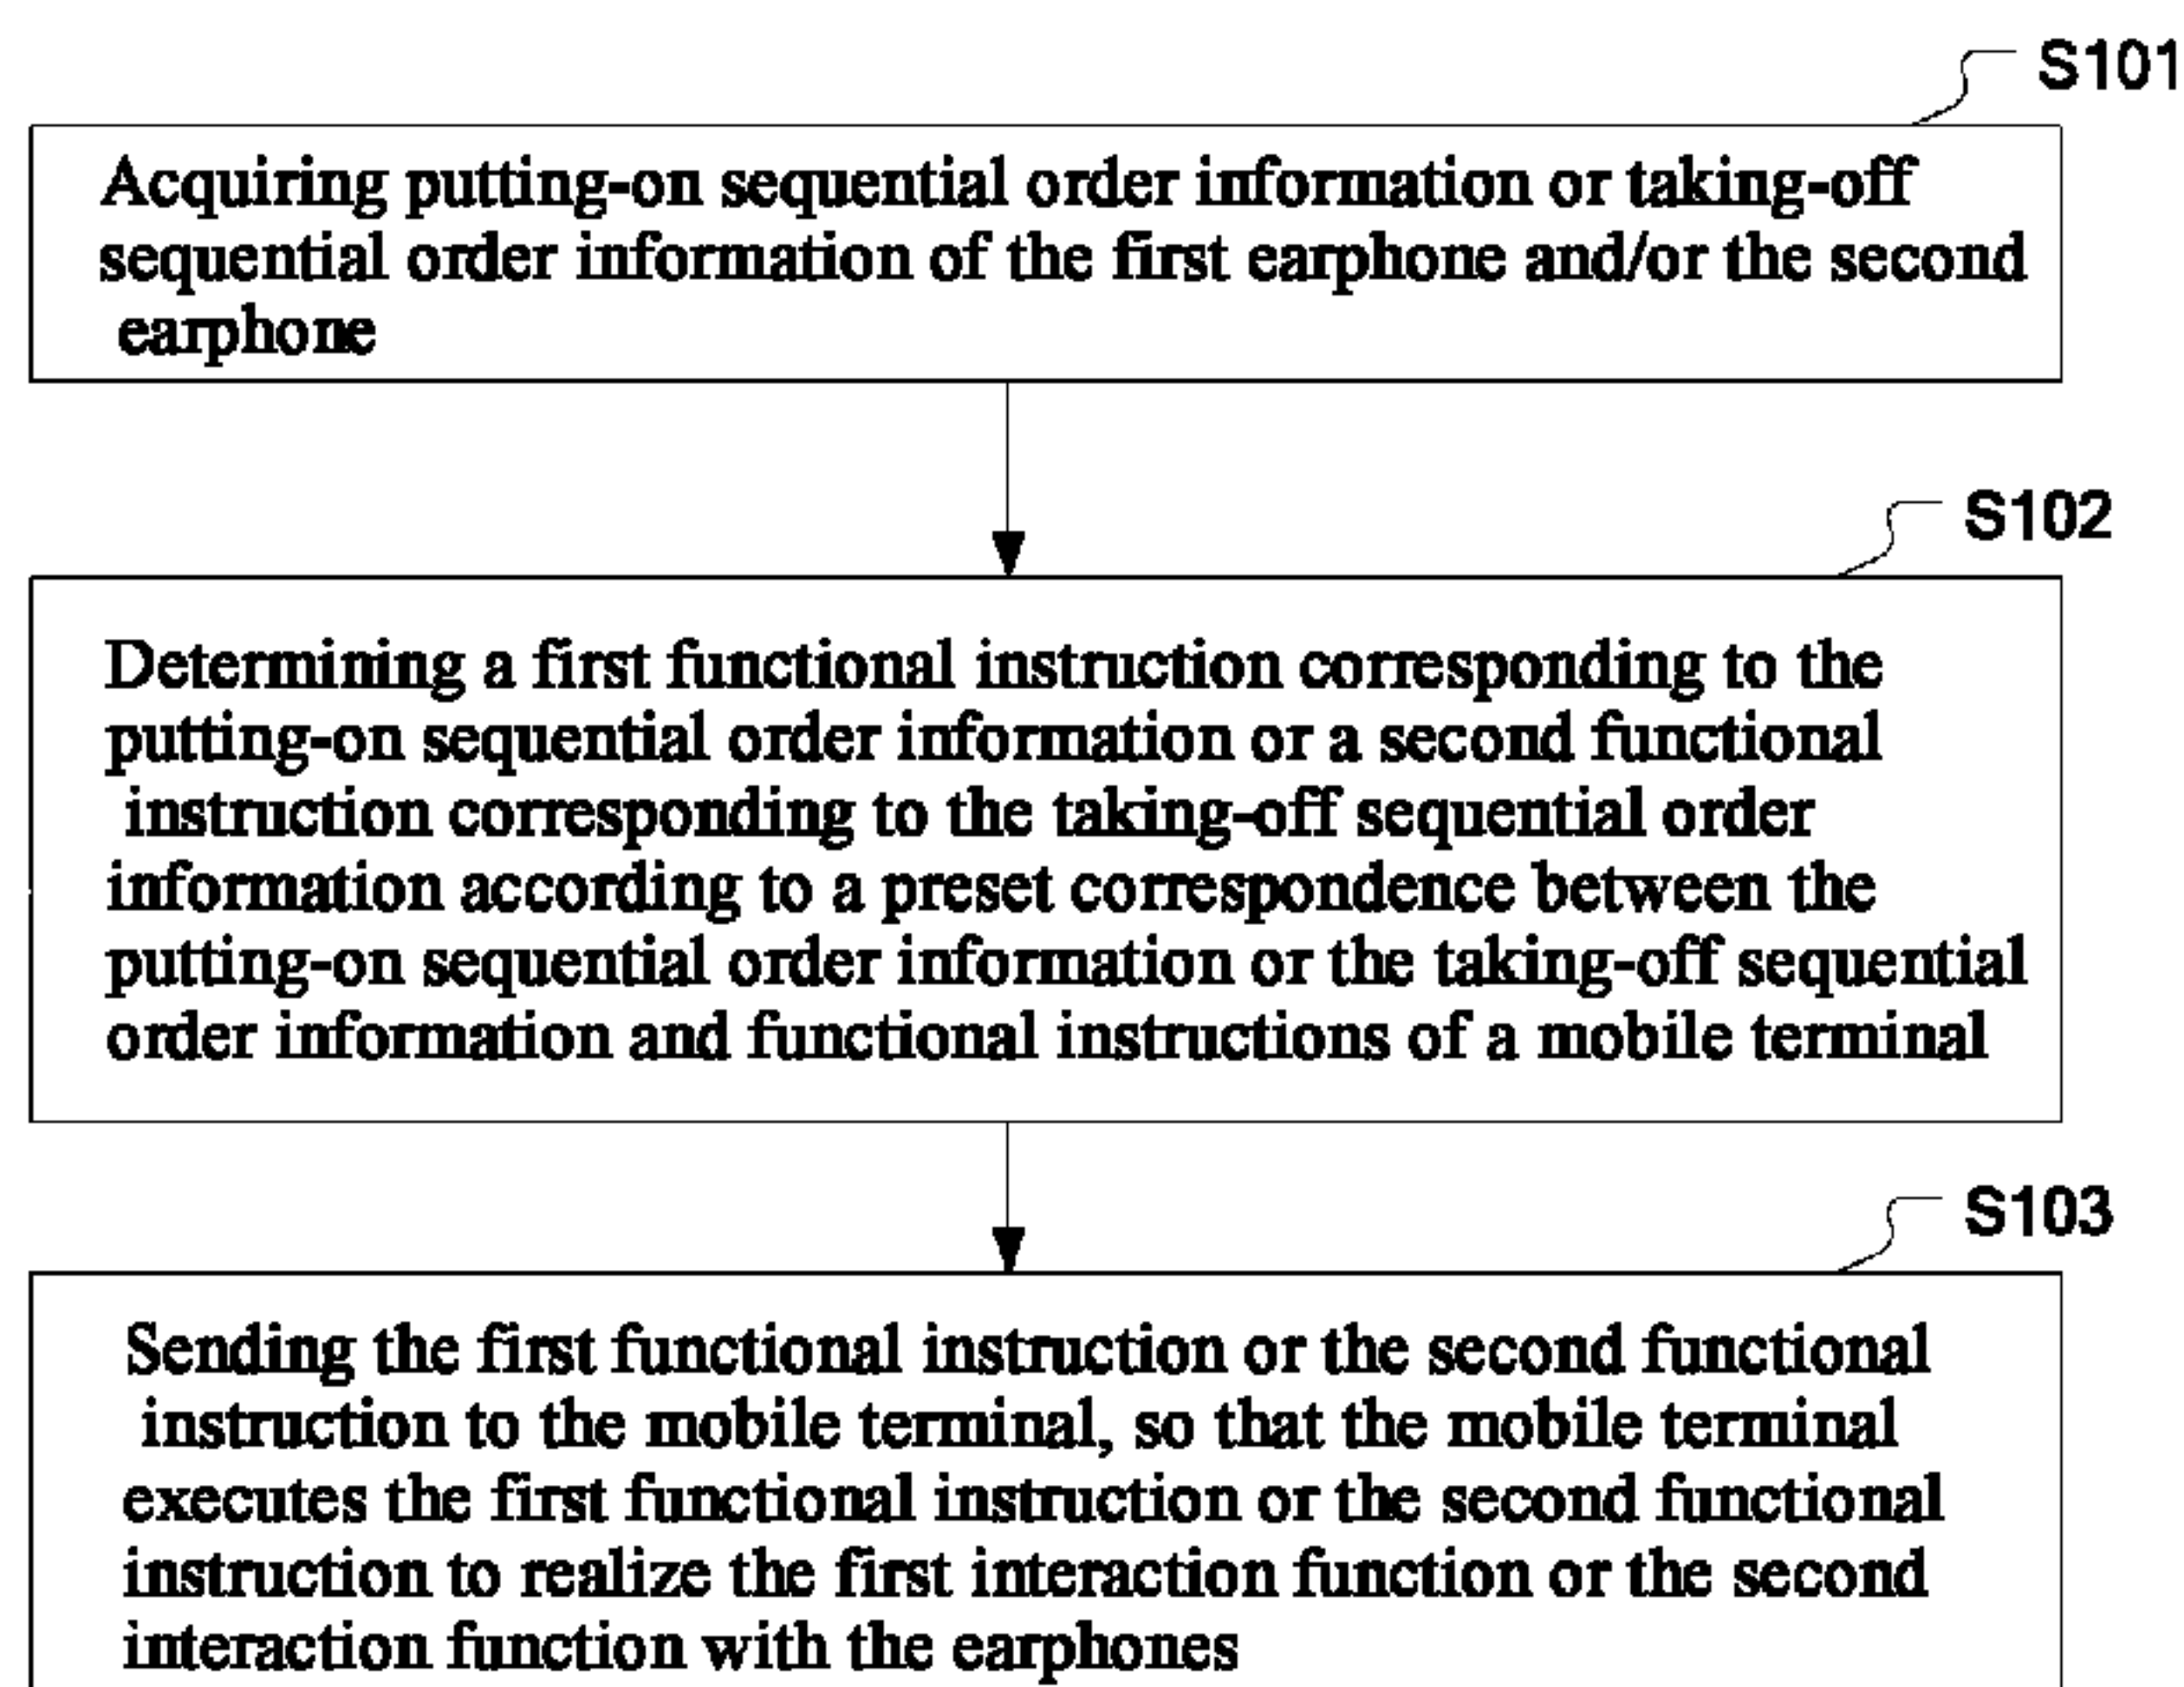 S101
Acquiring putting-on sequential order information or taking-off
sequential order information of the first earphone and/or the second
earphone
S102
Determining a first functional instruction corresponding to the
putting-on sequential order information or a second functional
instruction corresponding to the taking-off sequential order
information according to a preset correspondence between the
putting-on sequential order information or the taking-off sequential
order information and functional instructions of a mobile terminal
S103
Sending the first functional instruction or the second functional
instruction to the mobile terminal, so that the mobile terminal
executes the first functional instruction or the second functional
instruction to realize the first interaction function or the second
interaction function with the earphones